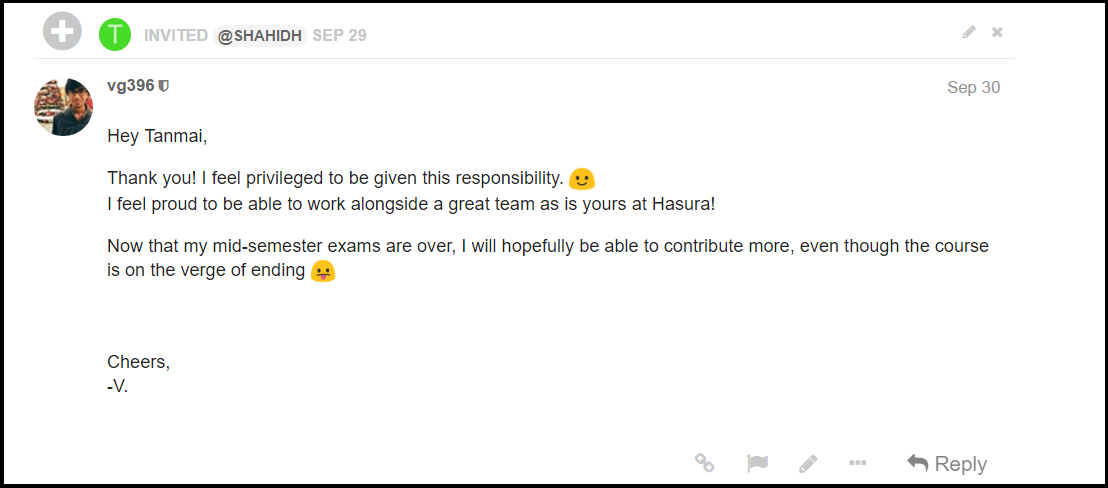 T INVITED @SHAHIDH SEP 29
vg396
Sep 30
Hey Tanmai,
Thank you! I feel privileged to be given this responsibility.
I feel proud to be able to work alongside a great team as is yours at Hasura!
Now that my mid-semester exams are over, I will hopefully be able to contribute more, even though the course
is on the verge of ending
Cheers,
-V.
Reply